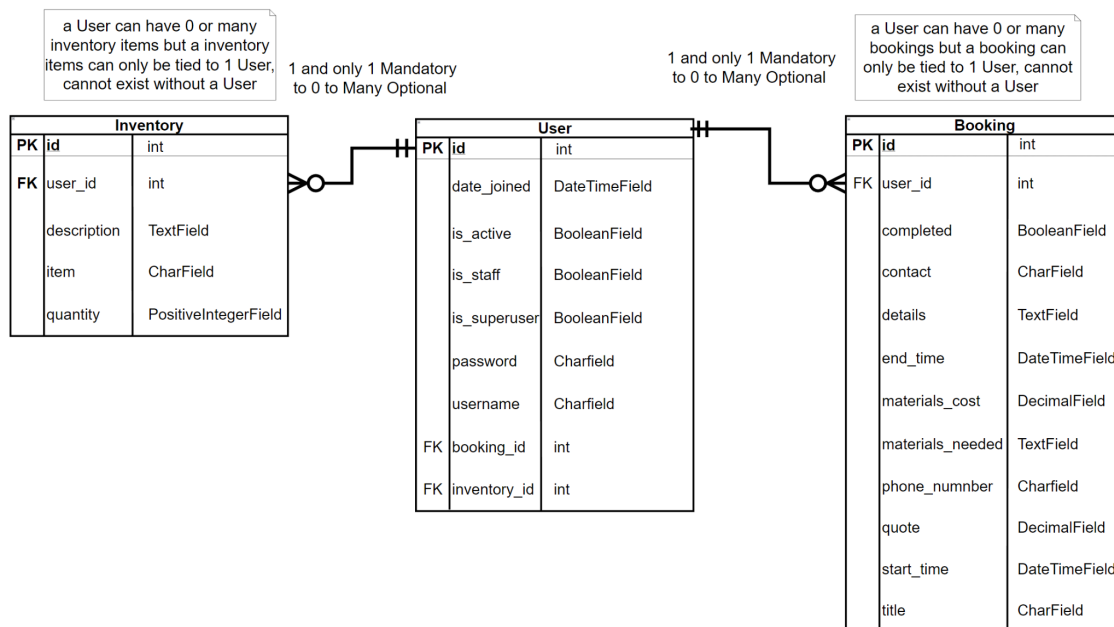 a User can have 0 or many
inventory items but a inventory
items can only be tied to 1 User,
cannot exist without a User
1 and only 1 Mandatory
to 0 to Many Optional
1 and only 1 Mandatory
to 0 to Many Optional
a User can have 0 or many
bookings but a booking can
only be tied to 1 User, cannot
exist without a User
Inventory
PK id int
FK user_id int
description TextField
item CharField
quantity PositiveIntegerField
User
PK id int
date_joined DateTimeField
is_active BooleanField
is_staff BooleanField
is_superuser BooleanField
password Charfield
username Charfield
FK booking_id int
FK inventory_id int
Booking
PK id int
FK user_id int
completed BooleanField
contact CharField
details TextField
end_time DateTimeField
materials_cost DecimalField
materials_needed TextField
phone_numnber Charfield
quote DecimalField
start_time DateTimeField
title CharField